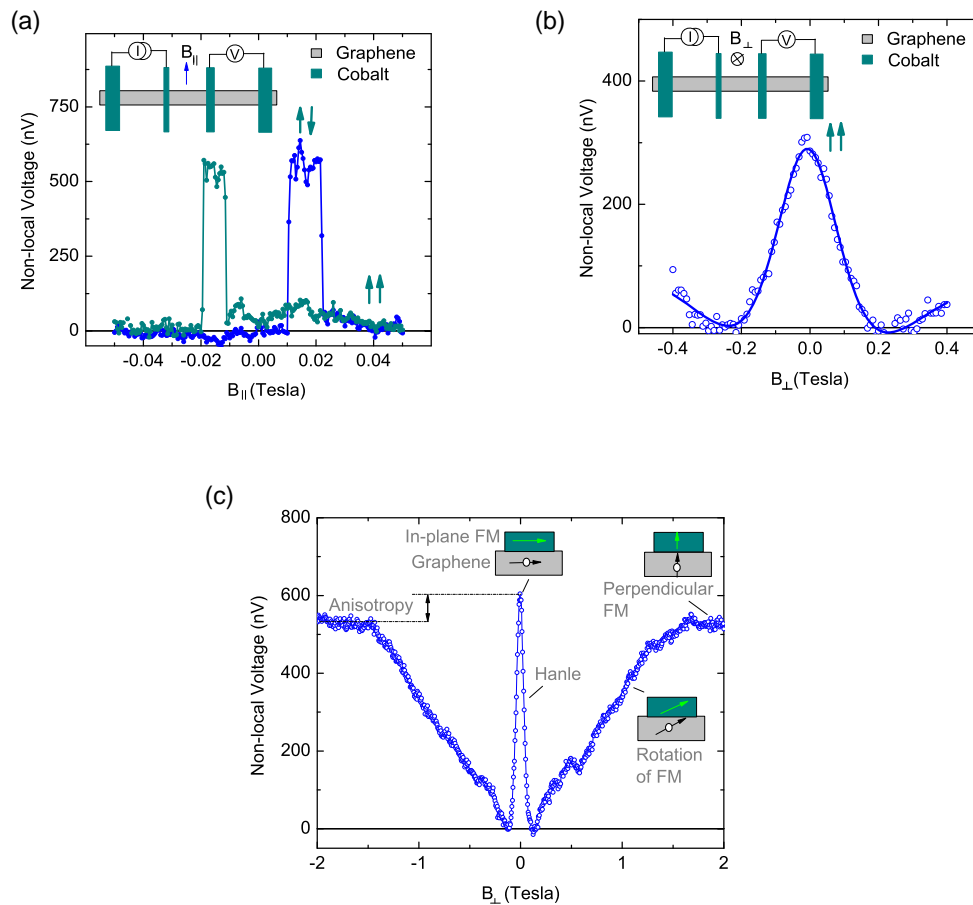 (a)
I
B||
V
Graphene
Cobalt
750
500
250
0
Non-local Voltage (nV)
-0.04
-0.02
0.00
0.02
0.04
B|| (Tesla)
(b)
I
B⊥
V
Graphene
Cobalt
400
200
0
Non-local Voltage (nV)
-0.4
-0.2
0.0
0.2
0.4
B⊥ (Tesla)
(c)
800
600
400
200
0
Non-local Voltage (nV)
In-plane FM
Graphene
Anisotropy
Hanle
Perpendicular
FM
Rotation
of FM
-2
-1
0
1
2
B⊥ (Tesla)